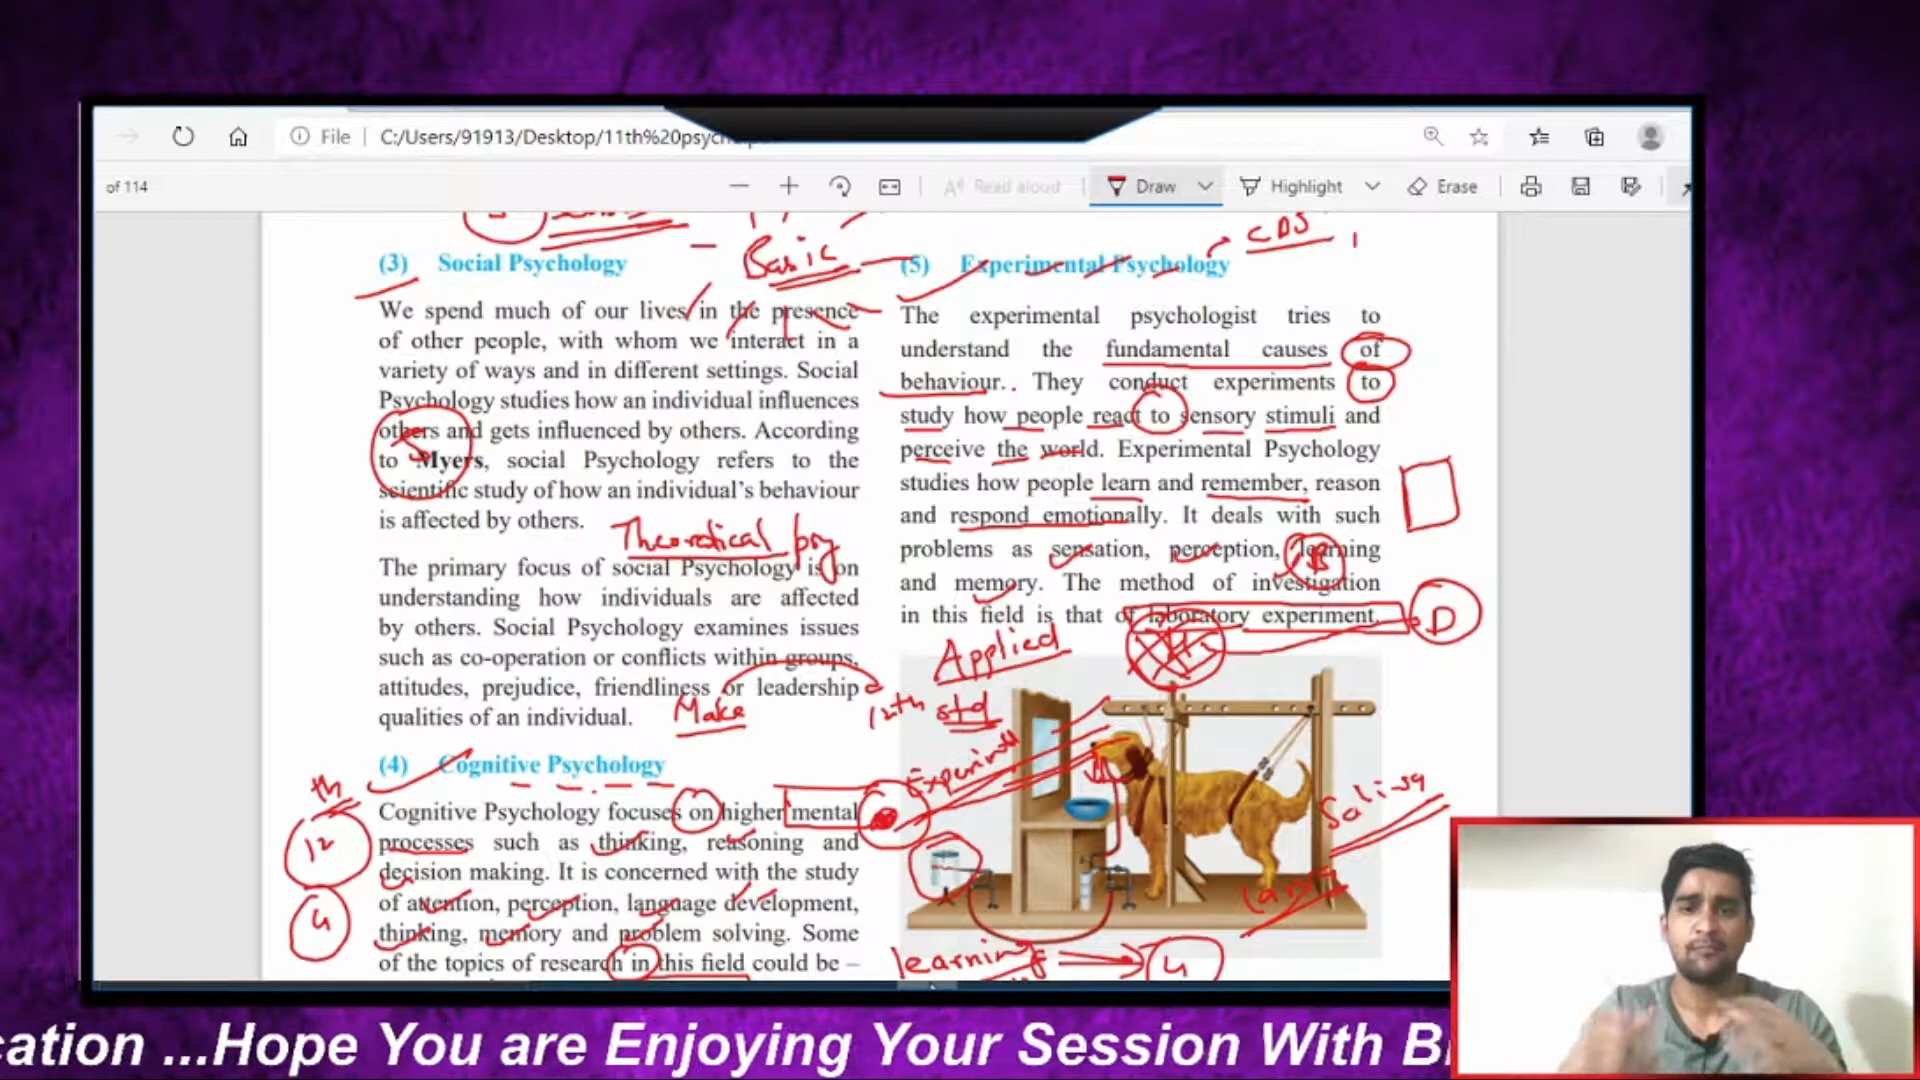 File
C:/Users/91913/Desktop/11th%20psych
of 114
Read aloud
Draw
Highlight
Erase
CDS
Basic
(3) Social Psychology
We spend much of our lives in the presence
of other people, with whom we interact in a
variety of ways and in different settings. Social
Psychology studies how an individual influences
others and gets influenced by others. According
to Myers, social Psychology refers to the
scientific study of how an individual's behaviour
is affected by others.
Theoretical psy
The primary focus of social Psychology is on
understanding how individuals are affected
by others. Social Psychology examines issues
such as co-operation or conflicts within groups,
attitudes, prejudice, friendliness or leadership
qualities of an individual.
Make
(4) Cognitive Psychology
12th
4
Cognitive Psychology focuses on higher mental
processes such as thinking, reasoning and
decision making. It is concerned with the study
of attention, perception, language development,
thinking, memory and problem solving. Some
of the topics of research in this field could be –
(5) Experimental Psychology
The experimental psychologist tries to
understand the fundamental causes of
behaviour. They conduct experiments to
study how people react to sensory stimuli and
perceive the world. Experimental Psychology
studies how people learn and remember, reason
and respond emotionally. It deals with such
problems as sensation, perception, learning
and memory. The method of investigation
in this field is that of laboratory experiment.
D
Applied
12th std
Saliva
learning
4
cation ...Hope You are Enjoying Your Session With B